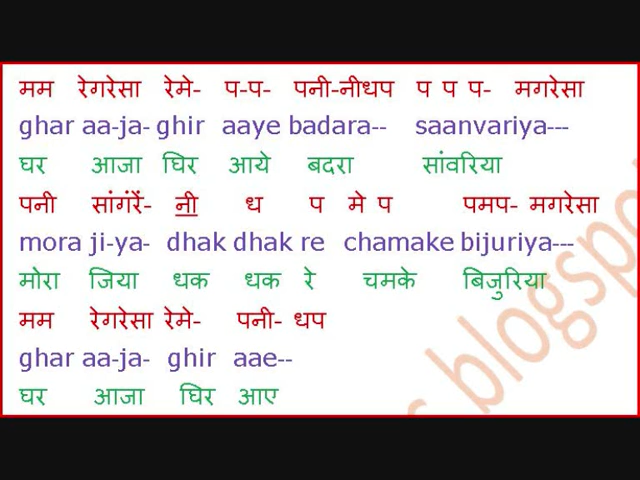 मम रेगरेसा रेमे- प-प- पनी-नीधप प प प- मगरेसा
ghar aa-ja- ghir aaye badara-- saanvariya---
घर आजा घिर आये बदरा सांवरिया
पनी सांगंरें- नी ध प मे प पमप- मगरेसा
mora ji-ya- dhak dhak re chamake bijuriya---
मोरा जिया धक धक रे चमके बिजुरिया
मम रेगरेसा रेमे- पनी- धप
ghar aa-ja- ghir aae--
घर आजा घिर आए